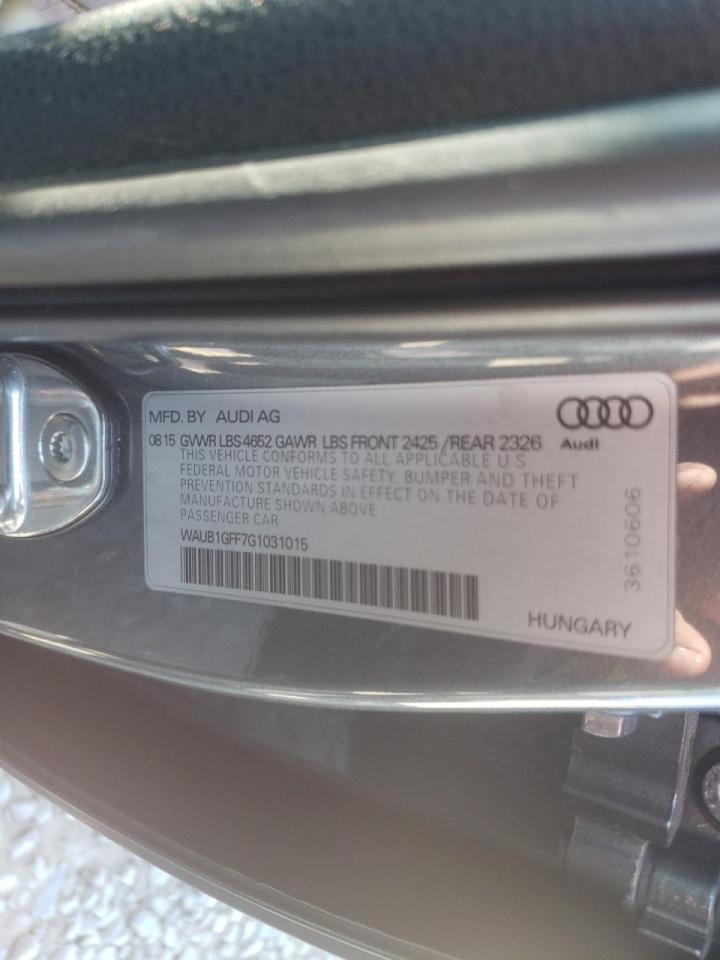 MFD. BY AUDI AG
08 15 GVWR LBS 4652 GAWR LBS FRONT 2425 / REAR 2326
Audi
THIS VEHICLE CONFORMS TO ALL APPLICABLE U S
FEDERAL MOTOR VEHICLE SAFETY, BUMPER AND THEFT
PREVENTION STANDARDS IN EFFECT ON THE DATE OF
MANUFACTURE SHOWN ABOVE
PASSENGER CAR
WAUB1GFF7G1031015
3610606
HUNGARY